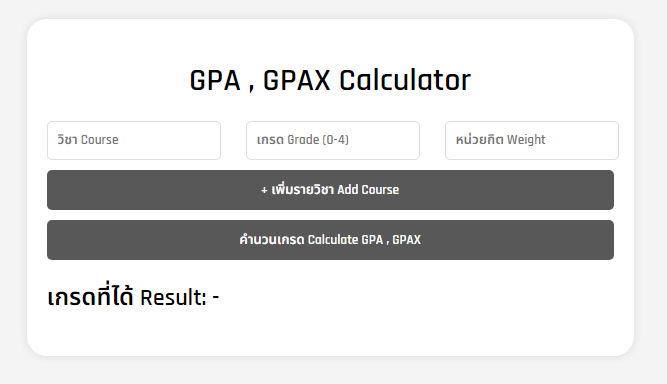 GPA , GPAX Calculator
วิชา Course เกรด Grade (0-4) หน่วยกิต Weight
+ เพิ่มรายวิชา Add Course
คำนวนเกรด Calculate GPA , GPAX
เกรดที่ได้ Result: -